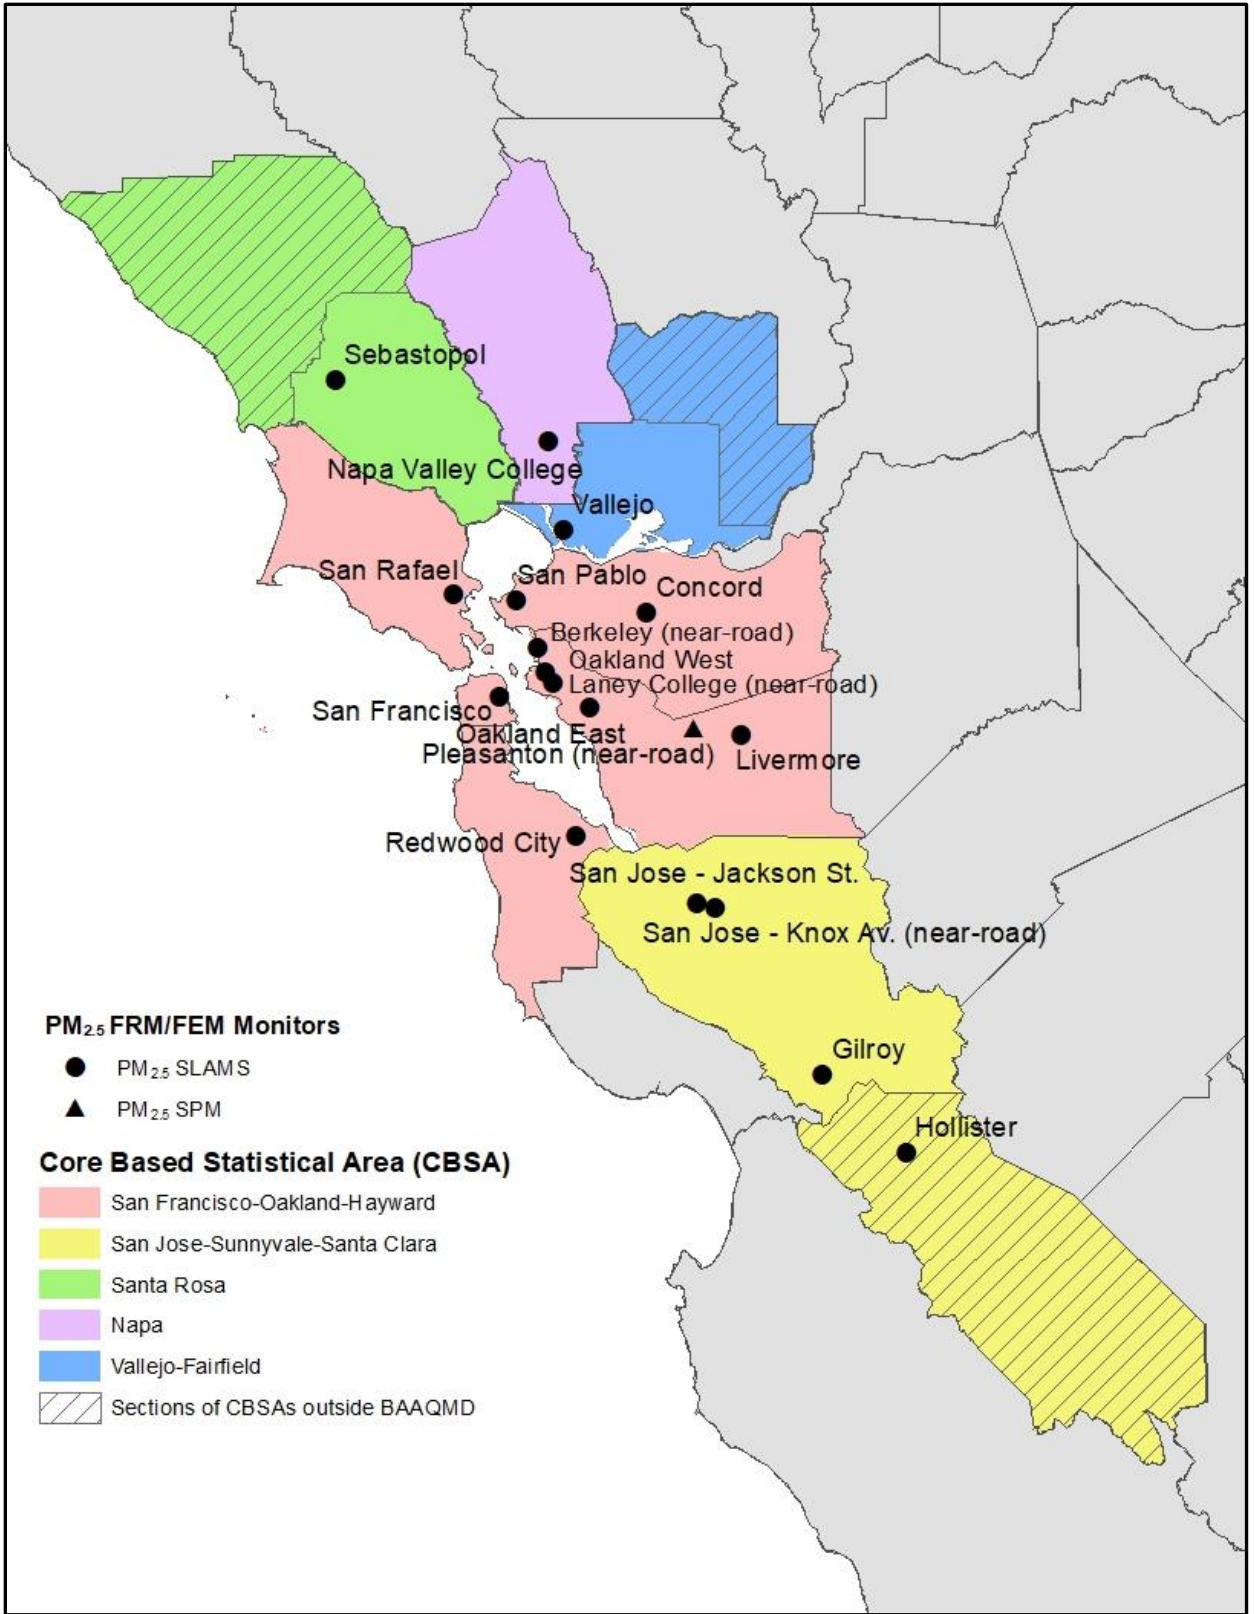 Sebastopol
Napa Valley College
Vallejo
San Rafael
San Pablo
Concord
Berkeley (near-road)
Oakland West
Laney College (near-road)
San Francisco
Oakland East
Pleasanton (near-road)
Livermore
Redwood City
San Jose - Jackson St.
San Jose - Knox Av. (near-road)
Gilroy
Hollister
PM2.5 FRM/FEM Monitors
PM2.5 SLAMS
PM2.5 SPM
Core Based Statistical Area (CBSA)
San Francisco-Oakland-Hayward
San Jose-Sunnyvale-Santa Clara
Santa Rosa
Napa
Vallejo-Fairfield
Sections of CBSAs outside BAAQMD